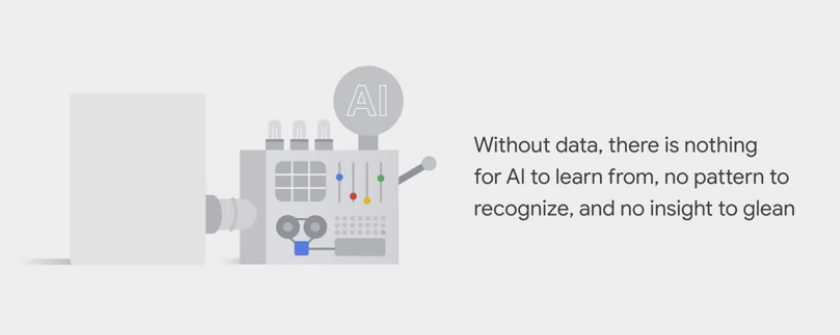 AI
Without data, there is nothing
for AI to learn from, no pattern to
recognize, and no insight to glean